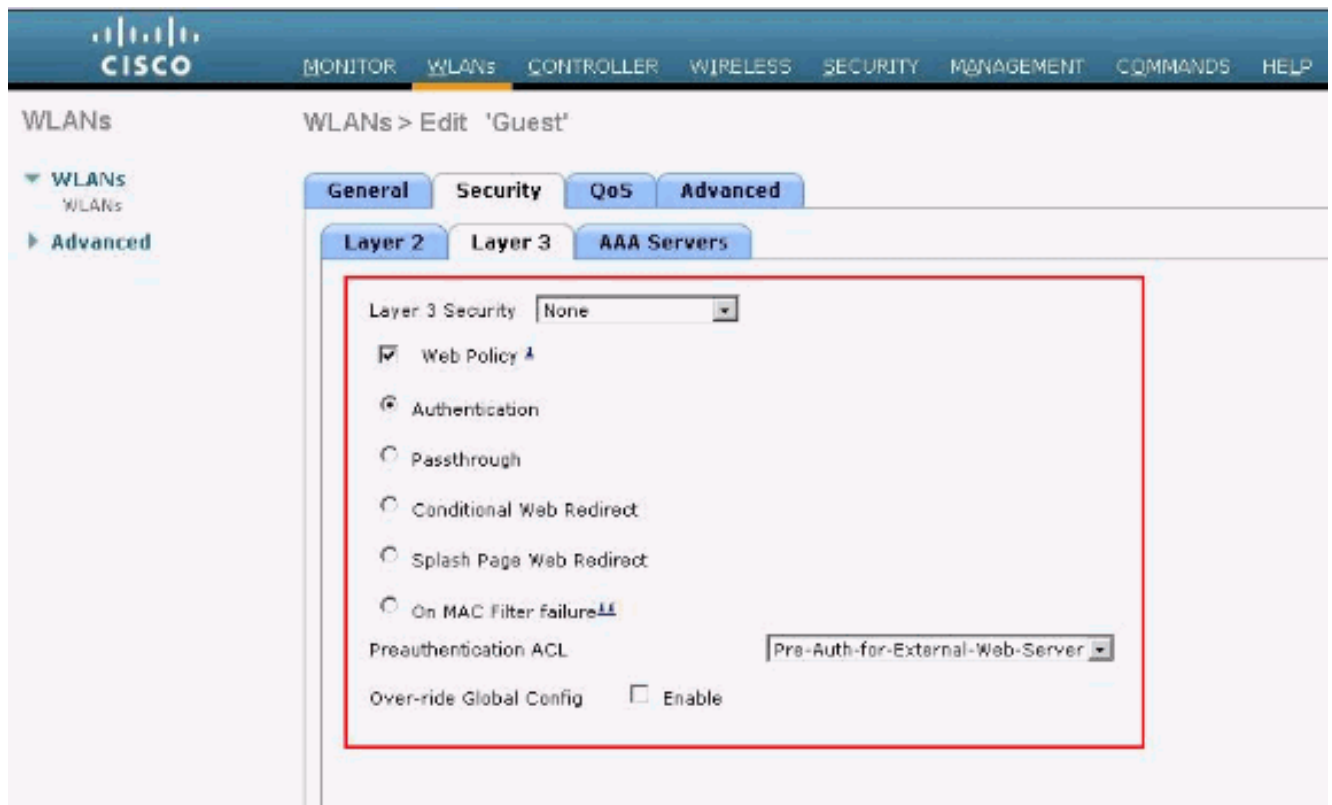 CISCO
MONITOR WLANs CONTROLLER WIRELESS SECURITY MANAGEMENT COMMANDS HELP
WLANs
WLANs > Edit 'Guest'
WLANs
WLANs
Advanced
General Security QoS Advanced
Layer 2 Layer 3 AAA Servers
Layer 3 Security None
Web Policy 1
Authentication
Passthrough
Conditional Web Redirect
Splash Page Web Redirect
On MAC Filter failure11
Preauthentication ACL Pre-Auth-for-External-Web-Server
Over-ride Global Config Enable